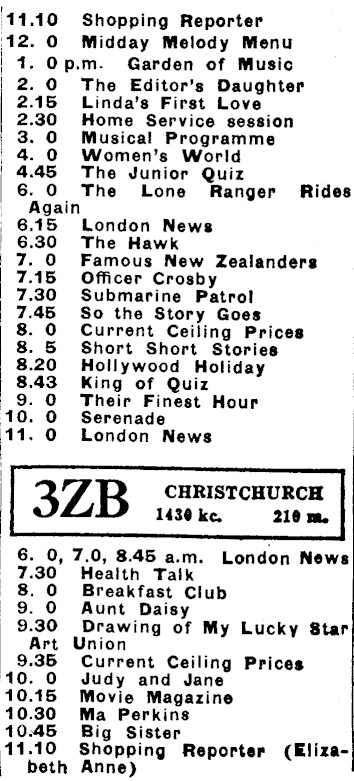 11.10 Shopping Reporter
12. 0 Midday Melody Menu
1. 0 p.m. Garden of Music
2. 0 The Editor's Daughter
2.15 Linda's First Love
2.30 Home Service session
3. 0 Musical Programme
4. 0 Women's World
4.45 The Junior Quiz
6. 0 The Lone Ranger Rides
Again
6.15 London News
6.30 The Hawk
7. 0 Famous New Zealanders
7.15 Officer Crosby
7.30 Submarine Patrol
7.45 So the Story Goes
8. 0 Current Ceiling Prices
8. 5 Short Short Stories
8.20 Hollywood Holiday
8.43 King of Quiz
9. 0 Their Finest Hour
10. 0 Serenade
11. 0 London News
3ZB CHRISTCHURCH
1430 kc. 210 m.
6. 0, 7.0, 8.45 a.m. London News
7.30 Health Talk
8. 0 Breakfast Club
9. 0 Aunt Daisy
9.30 Drawing of My Lucky Star
Art Union
9.35 Current Ceiling Prices
10. 0 Judy and Jane
10.15 Movie Magazine
10.30 Ma Perkins
10.45 Big Sister
11.10 Shopping Reporter (Eliza-
beth Anne)